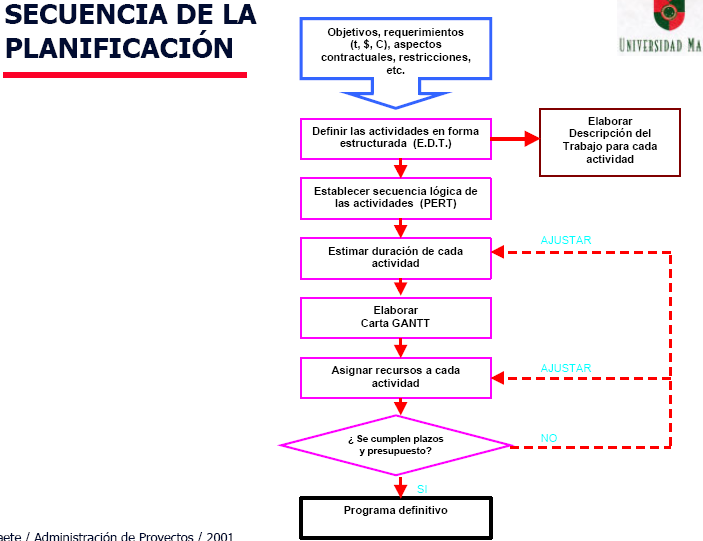 SECUENCIA DE LA
PLANIFICACIÓN
Objetivos, requerimientos
(t, $, C), aspectos
contractuales, restricciones,
etc.
UNIVERSIDAD MA
Definir las actividades en forma
estructurada (E.D.T.)
Elaborar
Descripción del
Trabajo para cada
actividad
Establecer secuencia lógica de
las actividades (PERT)
AJUSTAR
Estimar duración de cada
actividad
Elaborar
Carta GANTT
AJUSTAR
Asignar recursos a cada
actividad
¿ Se cumplen plazos
y presupuesto?
NO
SI
Programa definitivo
aete / Administración de Proyectos / 2001